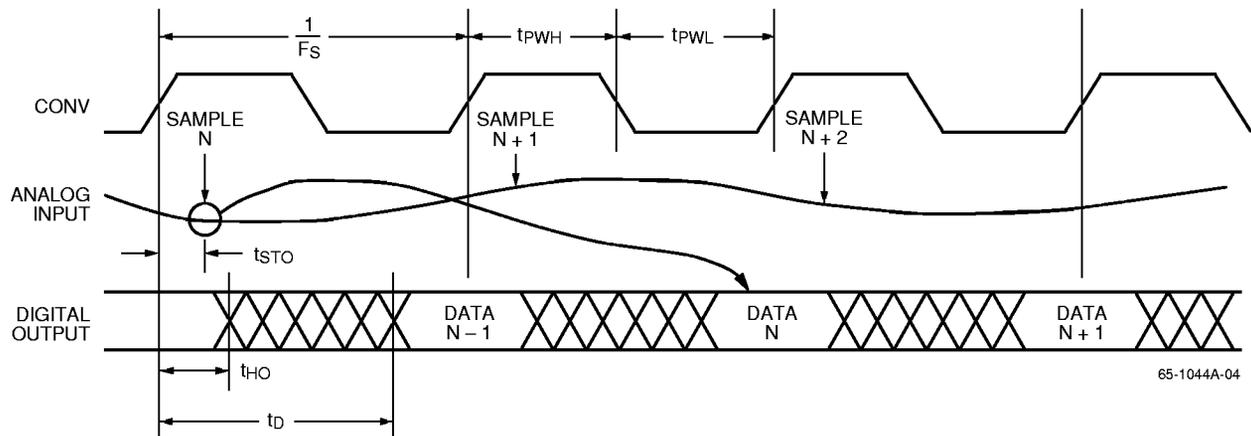 1
FS
tPWH
tPWL
CONV
SAMPLE
N
SAMPLE
N + 1
SAMPLE
N + 2
ANALOG
INPUT
tSTO
DIGITAL
OUTPUT
DATA
N – 1
DATA
N
DATA
N + 1
tHO
65-1044A-04
tD